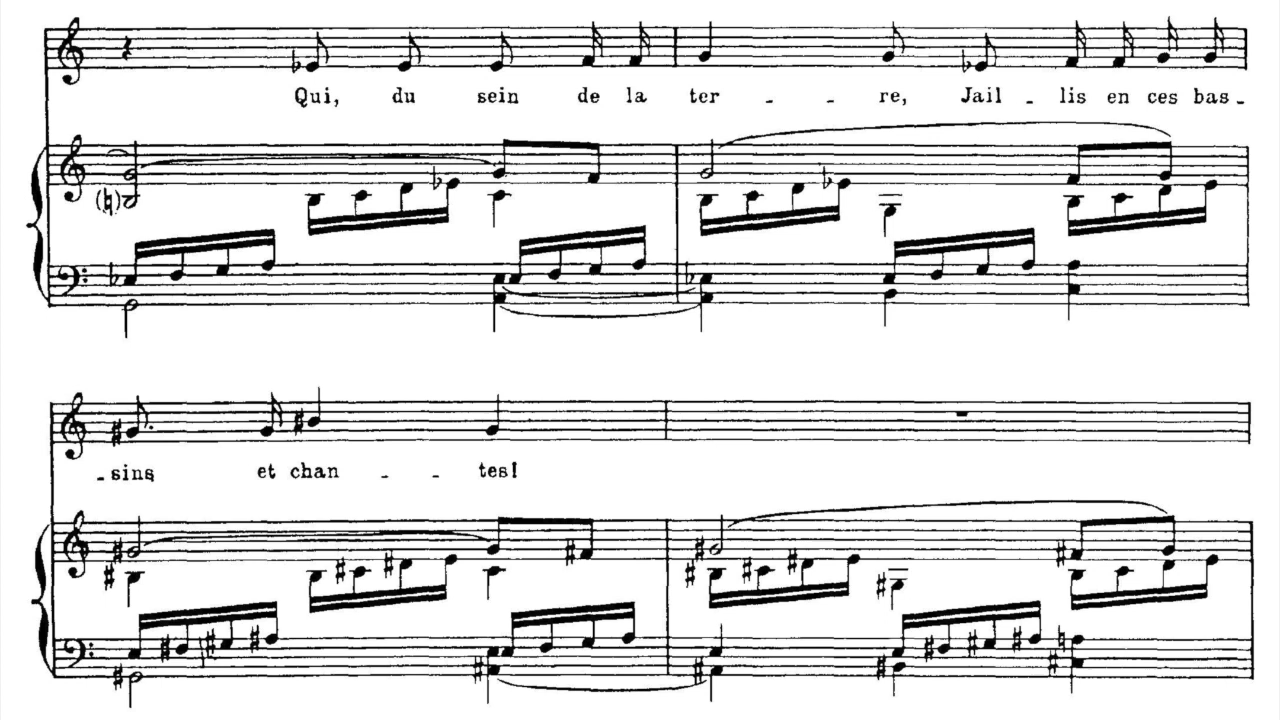 Qui, du sein de la ter - - re, Jail - lis en ces bas -
- sins et chan - - tes!